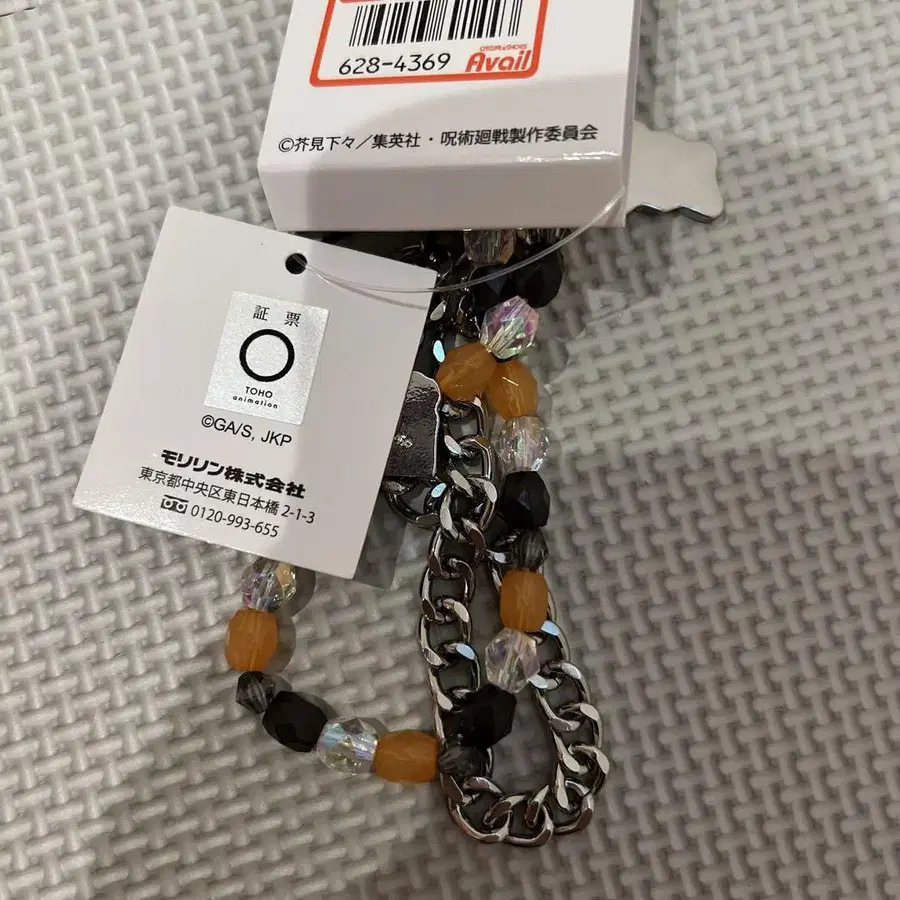 628-4369
CASUAL&SHOES
Avail
©芥見下々／集英社・呪術廻戦製作委員会
証 票
TOHO
animation
©GA/S, JKP
モリリン株式会社
東京都中央区東日本橋 2-1-3
0120-993-655